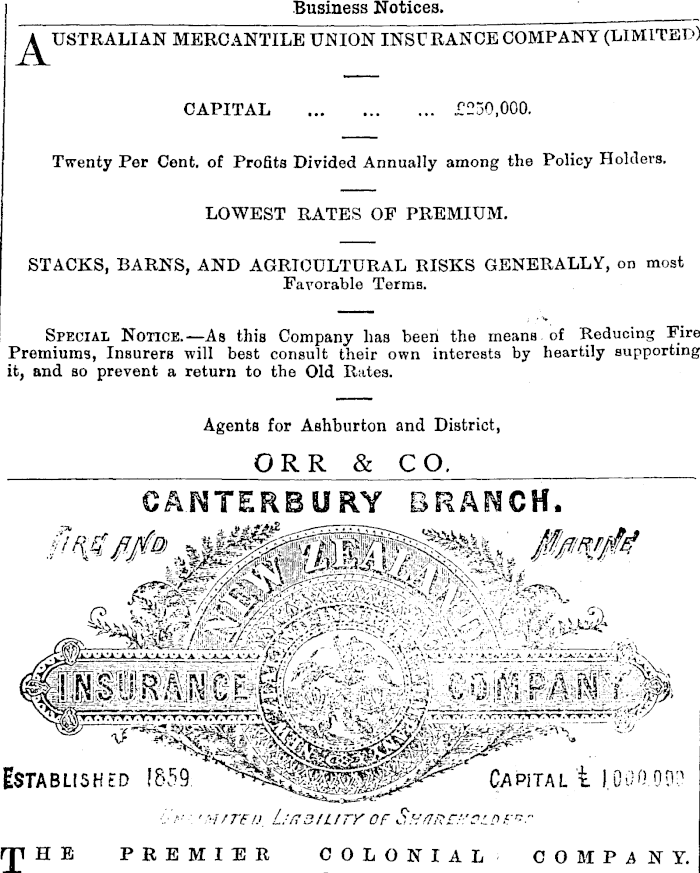 Business Notices.
AUSTRALIAN MERCANTILE UNION INSURANCE COMPANY (LIMITED)
CAPITAL ... ... ... £250,000.
Twenty Per Cent. of Profits Divided Annually among the Policy Holders.
LOWEST RATES OF PREMIUM.
STACKS, BARNS, AND AGRICULTURAL RISKS GENERALLY, on most
Favorable Terms.
SPECIAL NOTICE.—As this Company has been the means of Reducing Fire
Premiums, Insurers will best consult their own interests by heartily supporting
it, and so prevent a return to the Old Rates.
Agents for Ashburton and District,
ORR & CO.
CANTERBURY BRANCH.
FIRE AND MARINE
NEW ZEALAND
INSURANCE COMPANY
ESTABLISHED 1859 CAPITAL £1000000
UNLIMITED LIABILITY OF SHAREHOLDERS
THE PREMIER COLONIAL COMPANY.